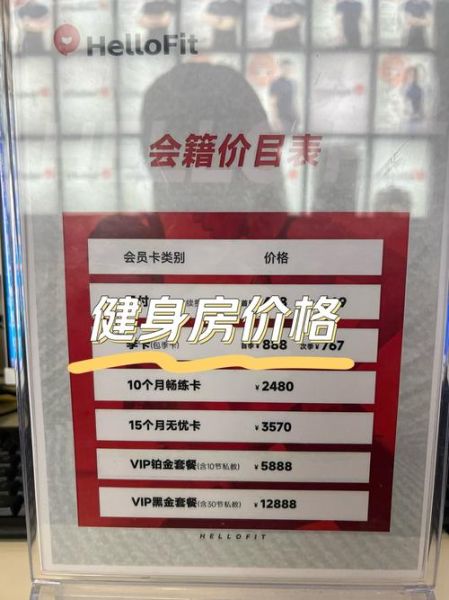 HelloFit
会籍价目表
会员卡类别 价格
健身房价格
季卡(包季卡) 首季¥888 次季¥767
10个月畅练卡 ¥2480
15个月无忧卡 ¥3570
VIP铂金套餐(含10节私教) ¥5888
VIP黑金套餐(含30节私教) ¥12888
HELLOFIT